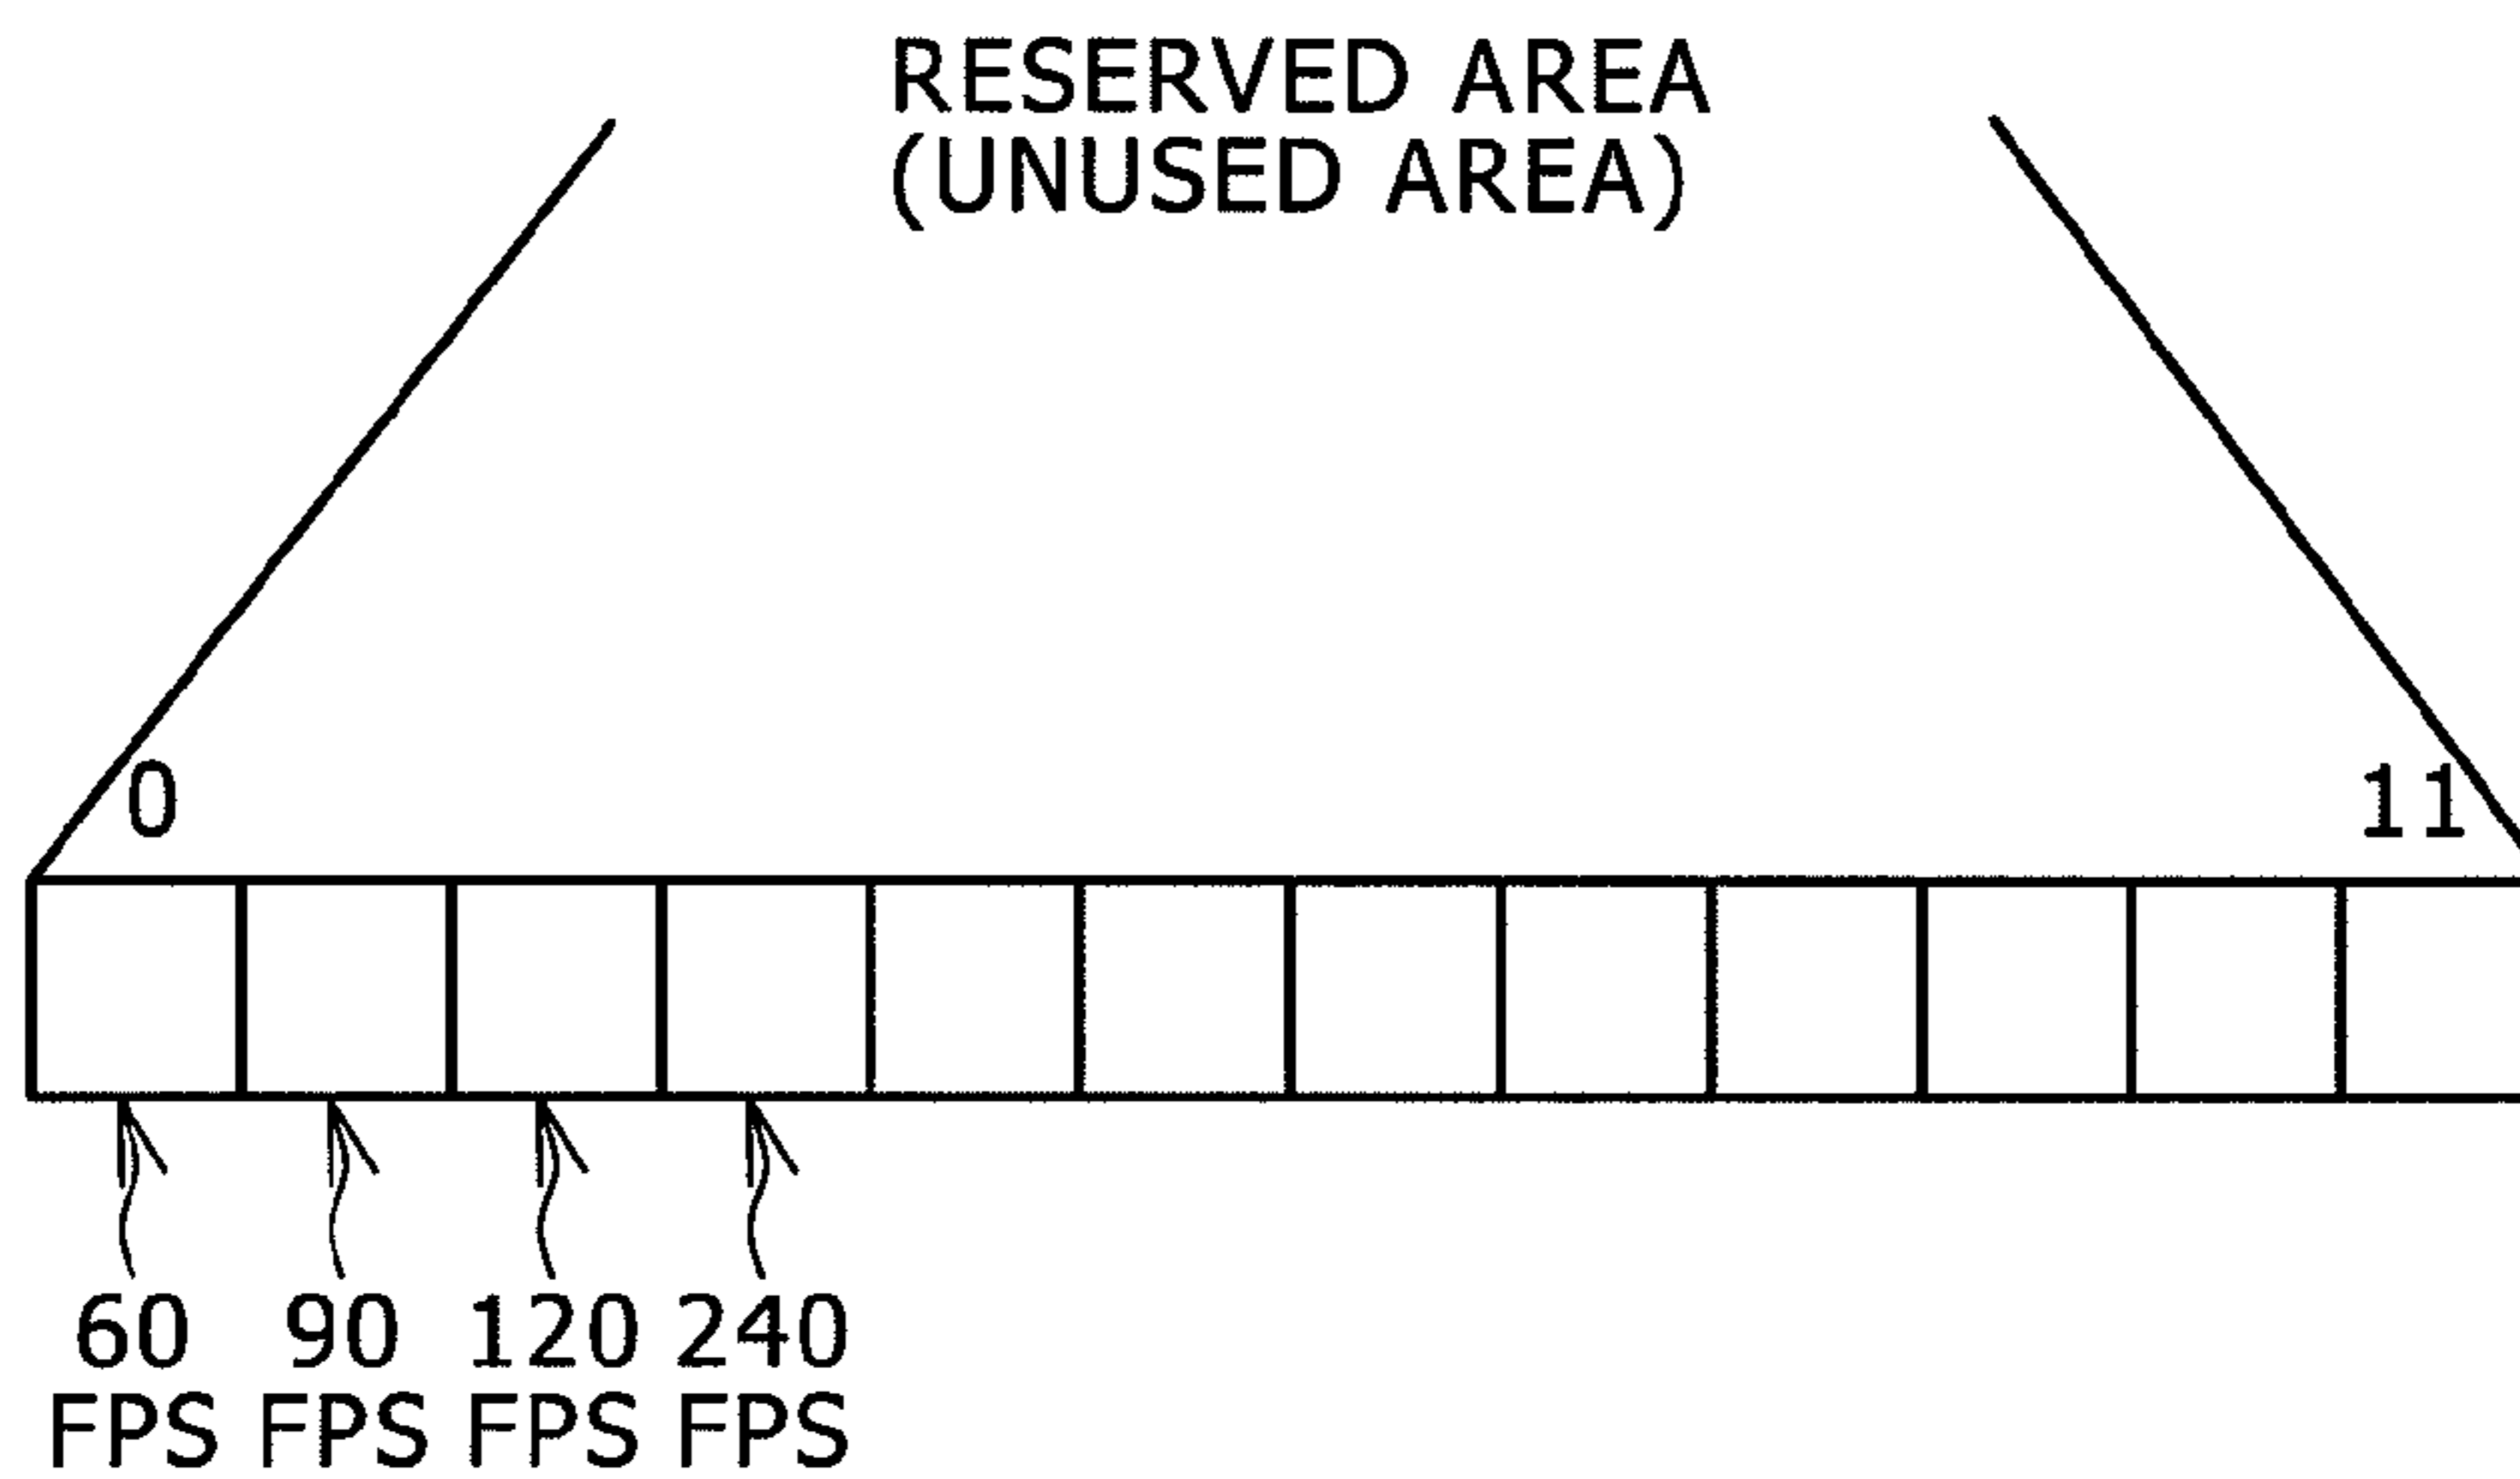 RESERVED AREA
(UNUSED AREA)
0 11
60 90 120 240
FPS FPS FPS FPS